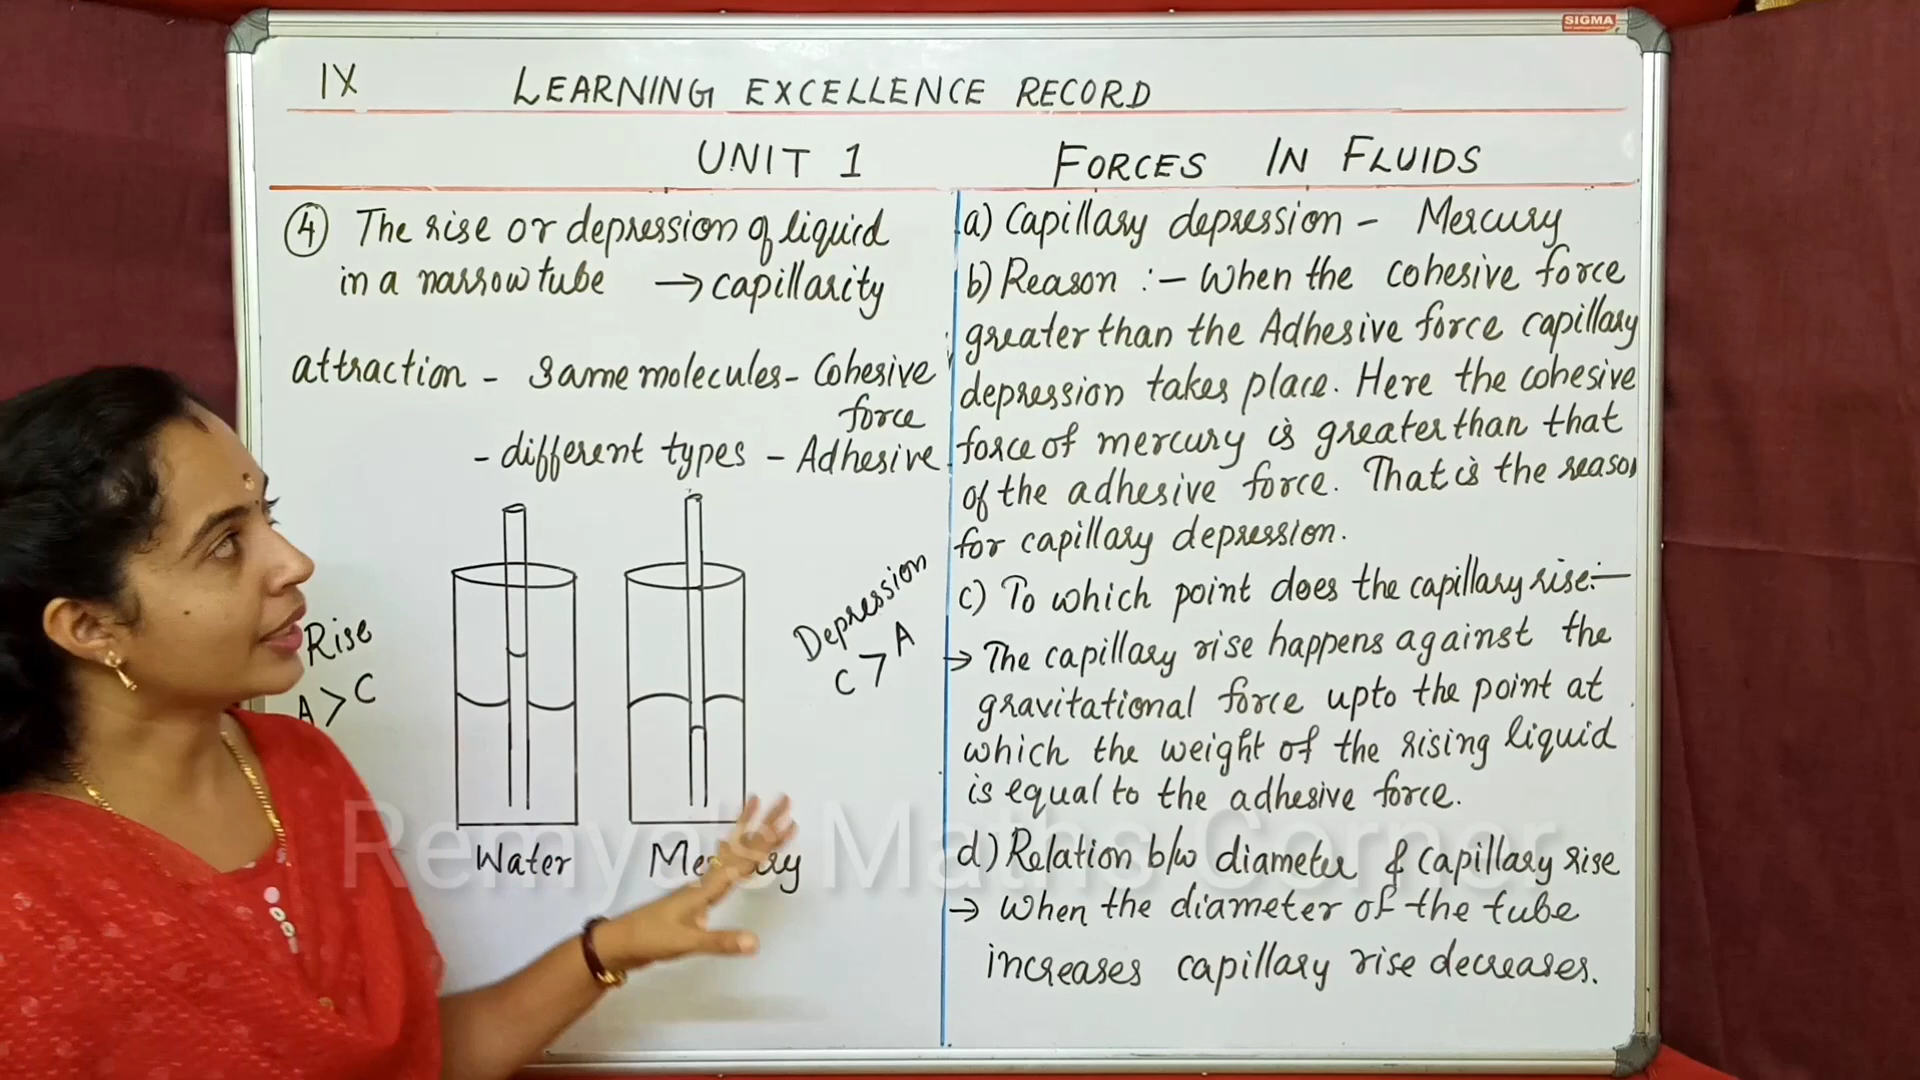 SIGMA
IX LEARNING EXCELLENCE RECORD
UNIT 1 FORCES IN FLUIDS
4 The rise or depression of liquid
in a narrow tube → capillarity
attraction - same molecules - Cohesive
force
- different types - Adhesive
Rise
A > C
Depression
C > A
Water Mercury
a) Capillary depression - Mercury
b) Reason :- When the cohesive force
greater than the Adhesive force capillary
depression takes place. Here the cohesive
force of mercury is greater than that
of the adhesive force. That is the reason
for capillary depression.
c) To which point does the capillary rise:-
→ The capillary rise happens against the
gravitational force upto the point at
which the weight of the rising liquid
is equal to the adhesive force.
d) Relation b/w diameter & capillary rise
→ When the diameter of the tube
increases capillary rise decreases.
Remya's Maths Corner